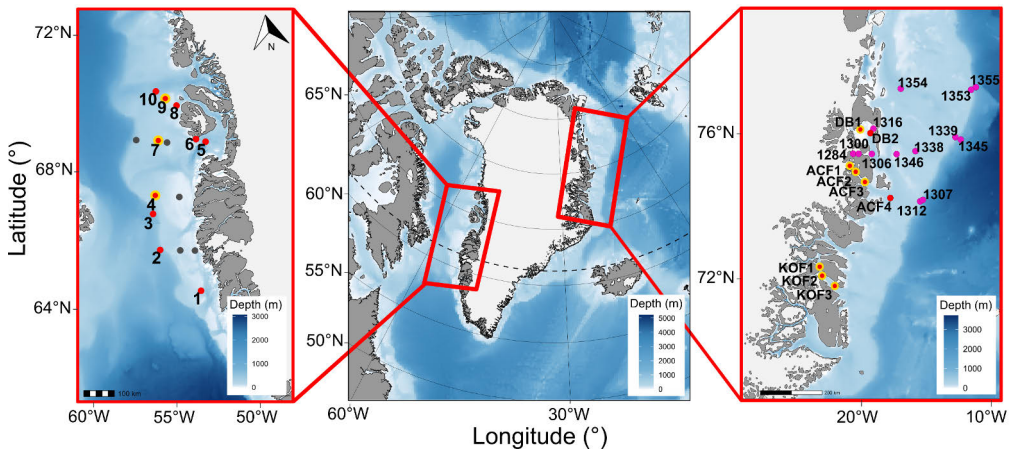 Latitude (°)
Longitude (°)
72°N
68°N
64°N
60°W
55°W
50°W
N
10
9
8
7
6
5
4
3
2
1
Depth (m)
3000
2000
1000
0
100 km
65°N
60°N
55°N
50°N
60°W
30°W
Depth (m)
5000
4000
3000
2000
1000
0
76°N
72°N
20°W
10°W
1354
1355
1353
DB1
1316
DB2
1339
1300
1338
1345
1284
1306
1346
ACF1
ACF2
ACF3
1307
ACF4
1312
KOF1
KOF2
KOF3
Depth (m)
3000
2000
1000
0
200 km